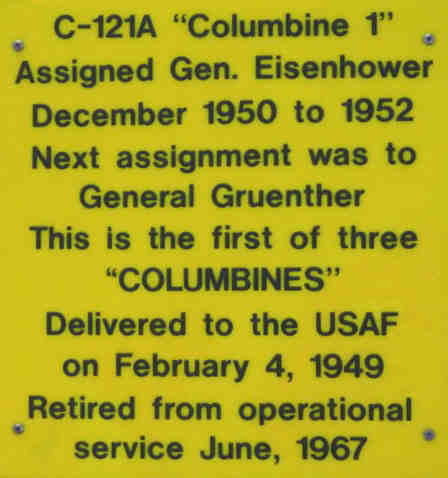 C-121A “Columbine 1”
Assigned Gen. Eisenhower
December 1950 to 1952
Next assignment was to
General Gruenther
This is the first of three
“COLUMBINES”
Delivered to the USAF
on February 4, 1949
Retired from operational
service June, 1967